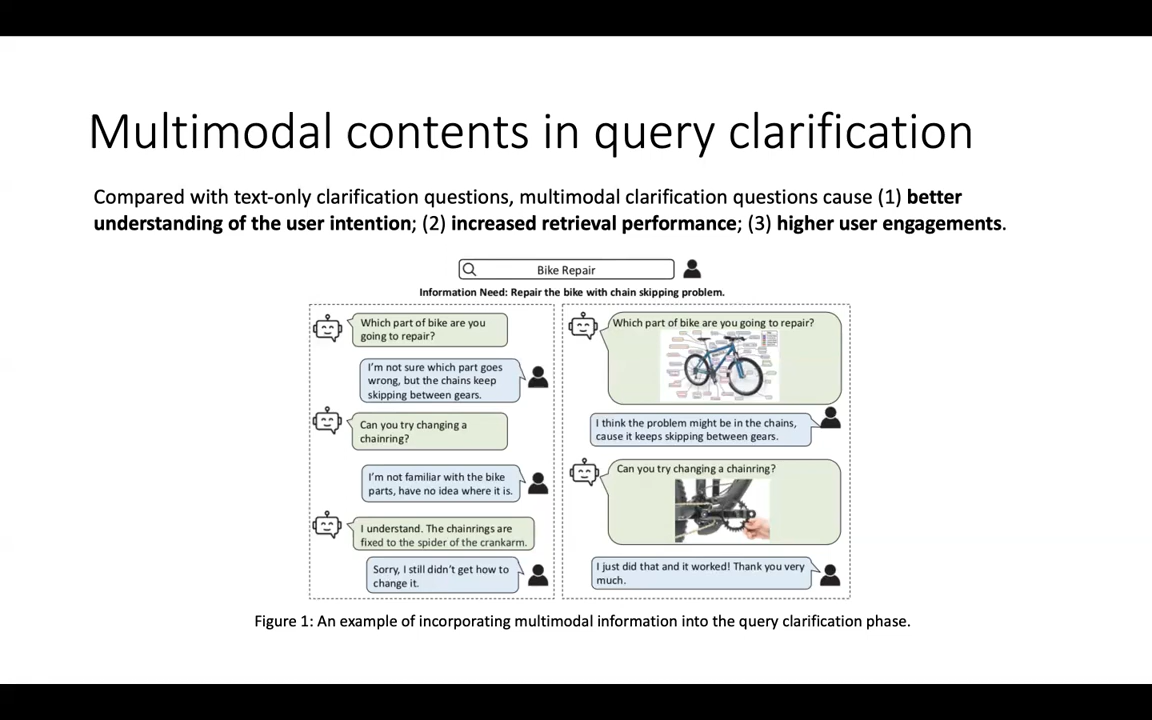 Multimodal contents in query clarification
Compared with text-only clarification questions, multimodal clarification questions cause (1) better
understanding of the user intention; (2) increased retrieval performance; (3) higher user engagements.
Bike Repair
Information Need: Repair the bike with chain skipping problem.
Which part of bike are you
going to repair?
I'm not sure which part goes
wrong, but the chains keep
skipping between gears.
Can you try changing a
chainring?
I'm not familiar with the bike
parts, have no idea where it is.
I understand. The chainrings are
fixed to the spider of the crankarm.
Sorry, I still didn't get how to
change it.
Which part of bike are you going to repair?
I think the problem might be in the chains,
cause it keeps skipping between gears.
Can you try changing a chainring?
I just did that and it worked! Thank you very
much.
Figure 1: An example of incorporating multimodal information into the query clarification phase.